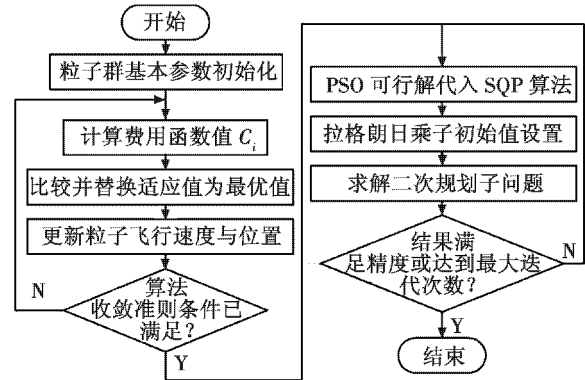 开始
粒子群基本参数初始化
计算费用函数值 Cᵢ
比较并替换适应值为最优值
更新粒子飞行速度与位置
算法
收敛准则条件已
满足？
N
Y
PSO 可行解代入 SQP 算法
拉格朗日乘子初始值设置
求解二次规划子问题
结果满
足精度或达到最大迭
代次数？
N
Y
结束